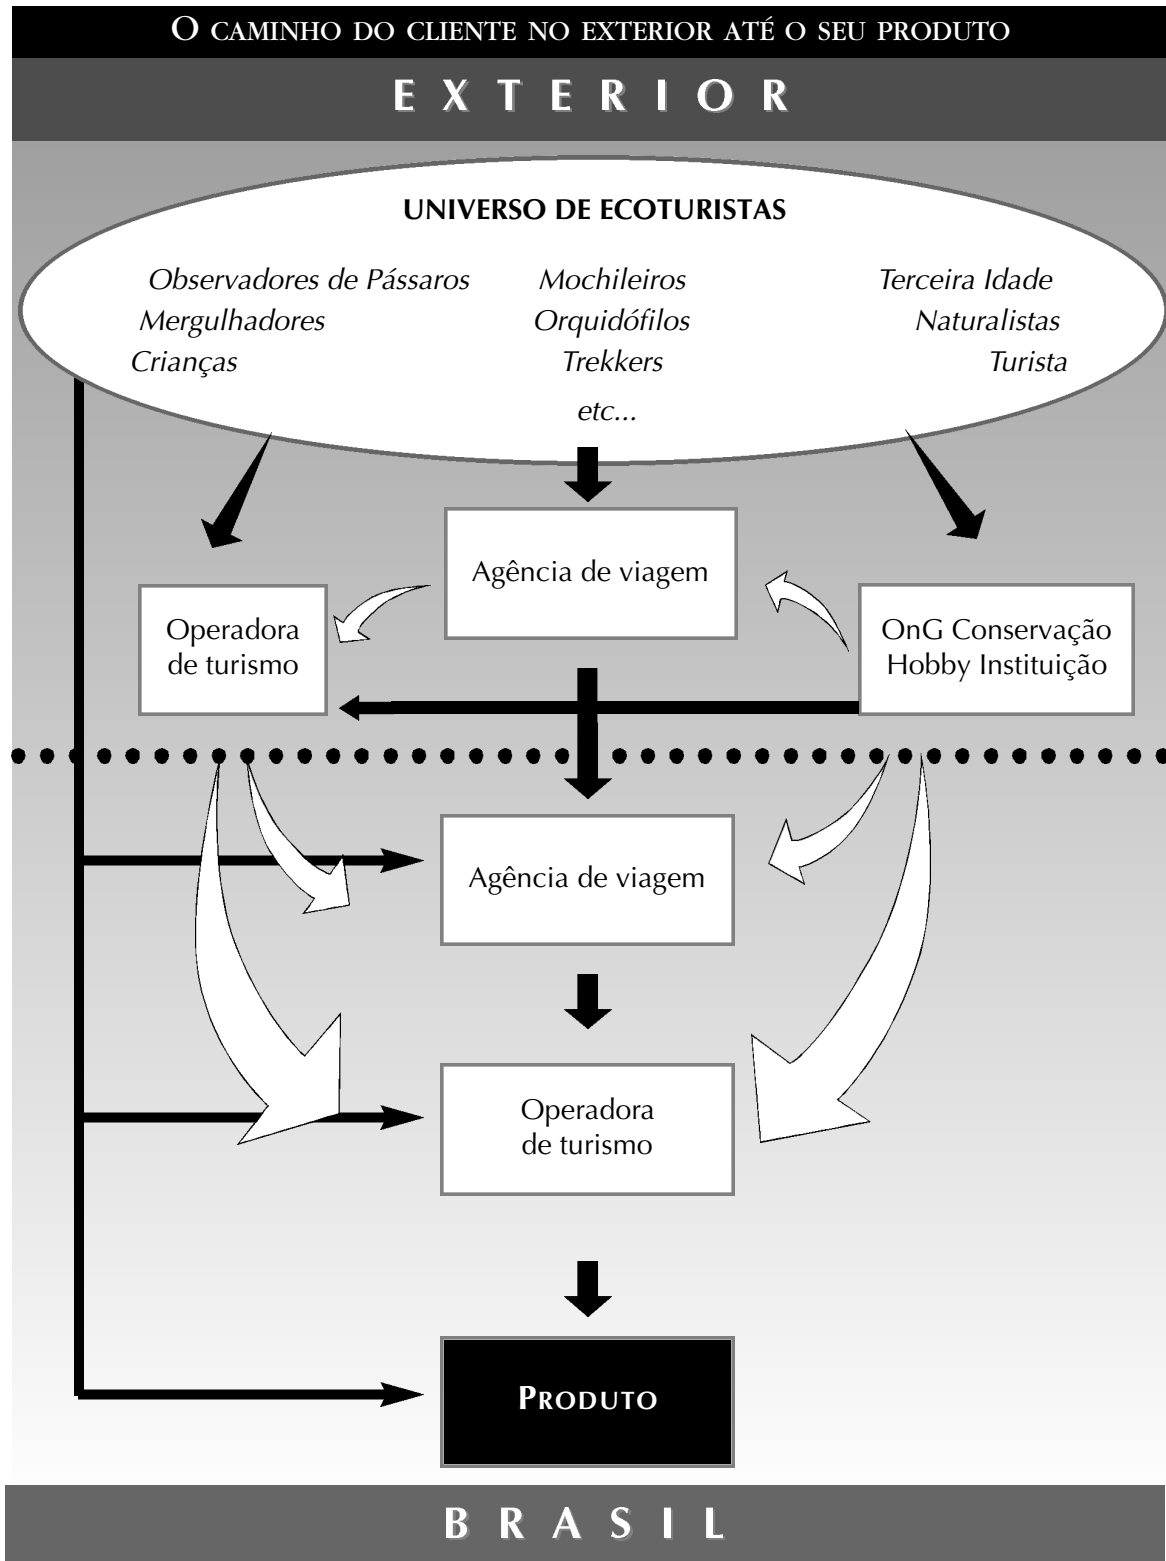 O CAMINHO DO CLIENTE NO EXTERIOR ATÉ O SEU PRODUTO
EXTERIOR
UNIVERSO DE ECOTURISTAS
Observadores de Pássaros Mochileiros Terceira Idade
Mergulhadores Orquidófilos Naturalistas
Crianças Trekkers Turista
etc...
Agência de viagem
Operadora
de turismo
OnG Conservação
Hobby Instituição
Agência de viagem
Operadora
de turismo
PRODUTO
BRASIL